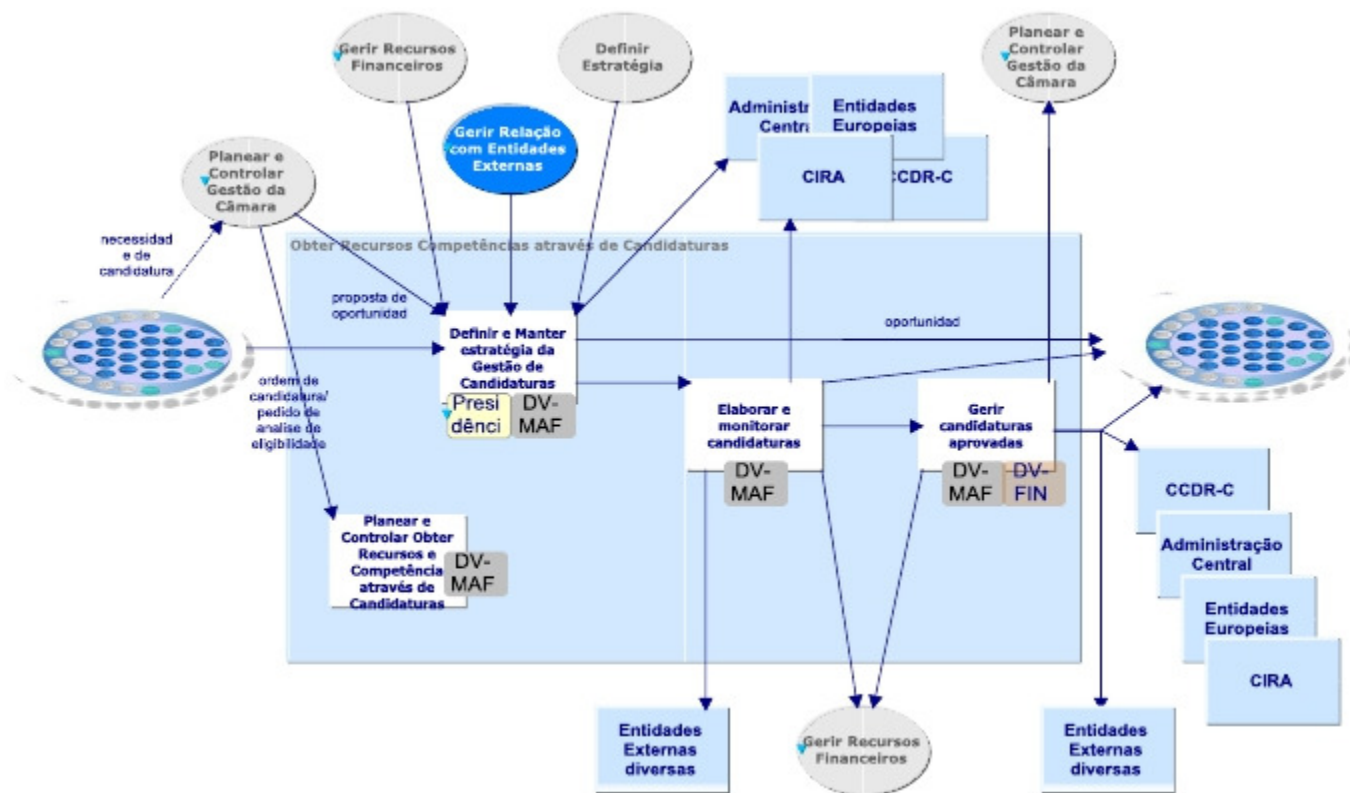 Gerir Recursos
Financeiros
Definir
Estratégia
Planear e
Controlar
Gestão da
Câmara
Gerir Relação
com Entidades
Externas
Administr
Centr
Entidades
Europeias
CIRA
CCDR-C
Planear e
Controlar
Gestão da
Câmara
necessidad
e de
candidatura
Obter Recursos Competências através de Candidaturas
proposta de
oportunidad
Definir e Manter
estratégia da
Gestão de
Candidaturas
Presi
dênci
DV-
MAF
oportunidad
ordem de
candidatura/
pedido de
analise de
eligibilidade
Elaborar e
monitorar
candidaturas
DV-
MAF
Gerir
candidaturas
aprovadas
DV-
MAF
DV-
FIN
Planear e
Controlar Obter
Recursos e
Competência
através de
Candidaturas
DV-
MAF
CCDR-C
Administração
Central
Entidades
Europeias
CIRA
Entidades
Externas
diversas
Gerir Recursos
Financeiros
Entidades
Externas
diversas